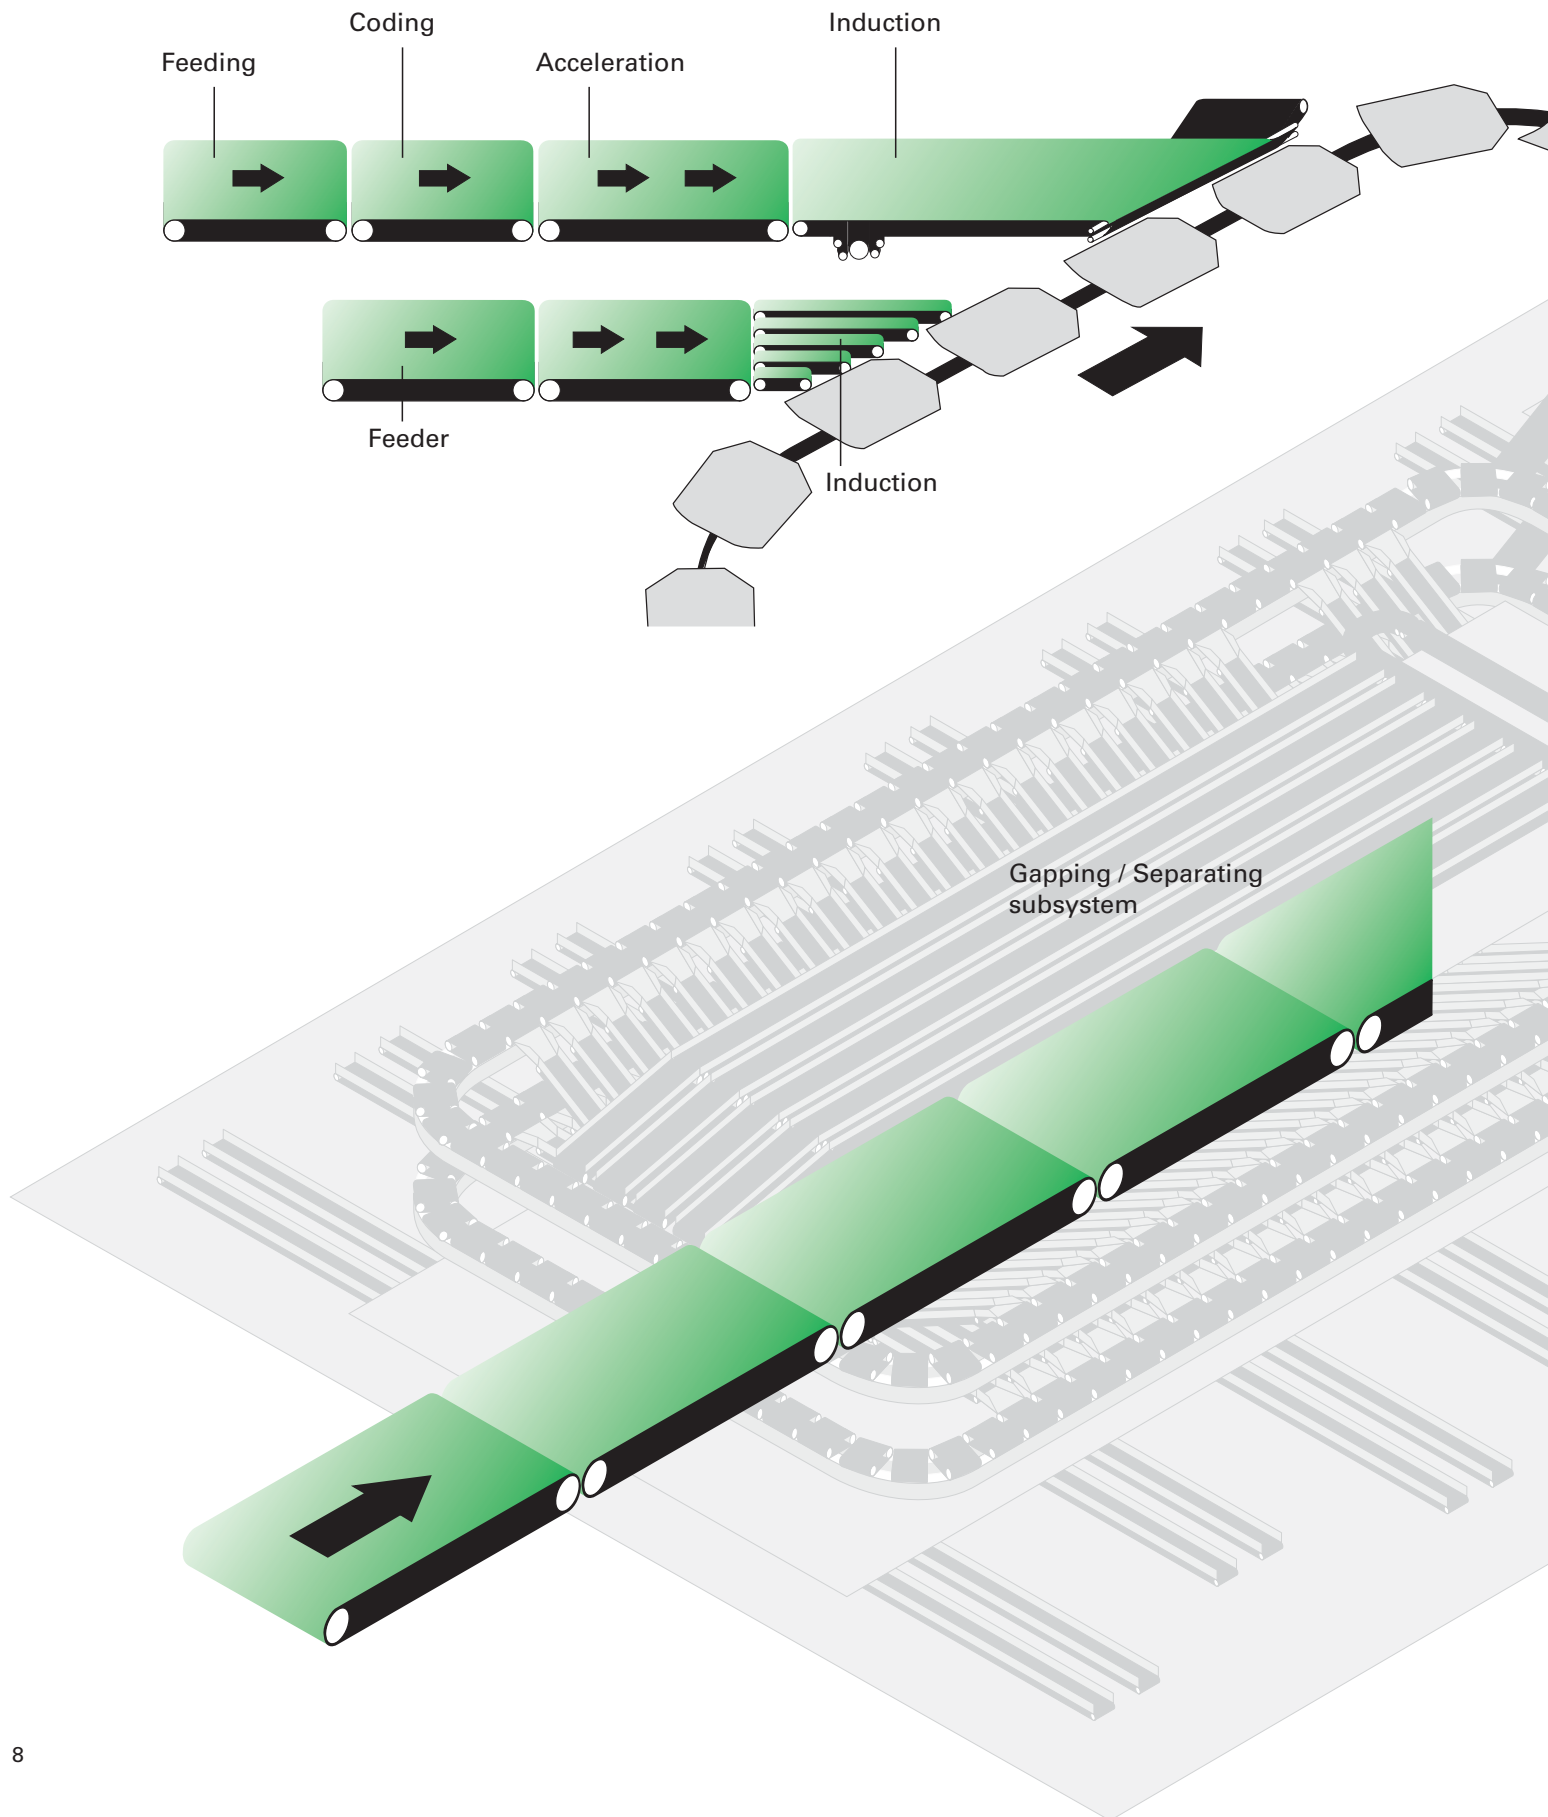 Coding
Induction
Feeding
Acceleration
Feeder
Induction
Gapping / Separating
subsystem
8